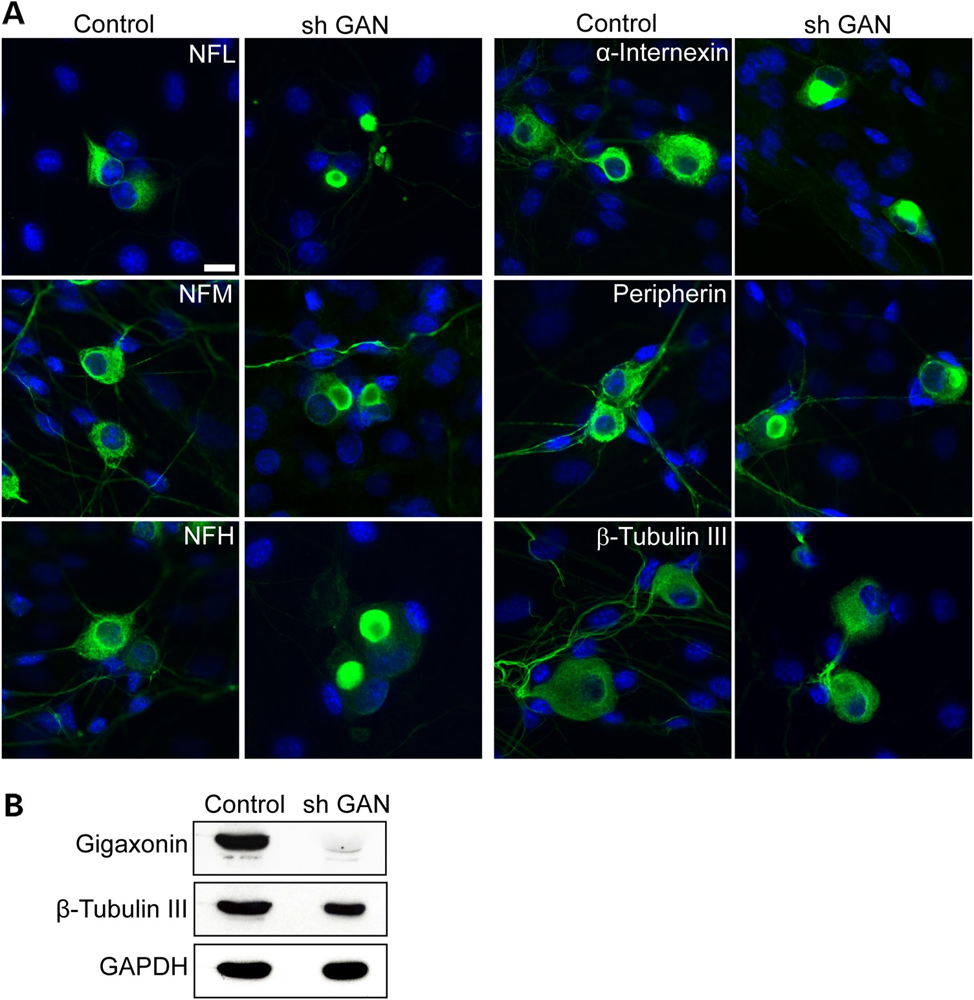 A
Control
sh GAN
Control
sh GAN
NFL
α-Internexin
NFM
Peripherin
NFH
β-Tubulin III
B
Control sh GAN
Gigaxonin
β-Tubulin III
GAPDH